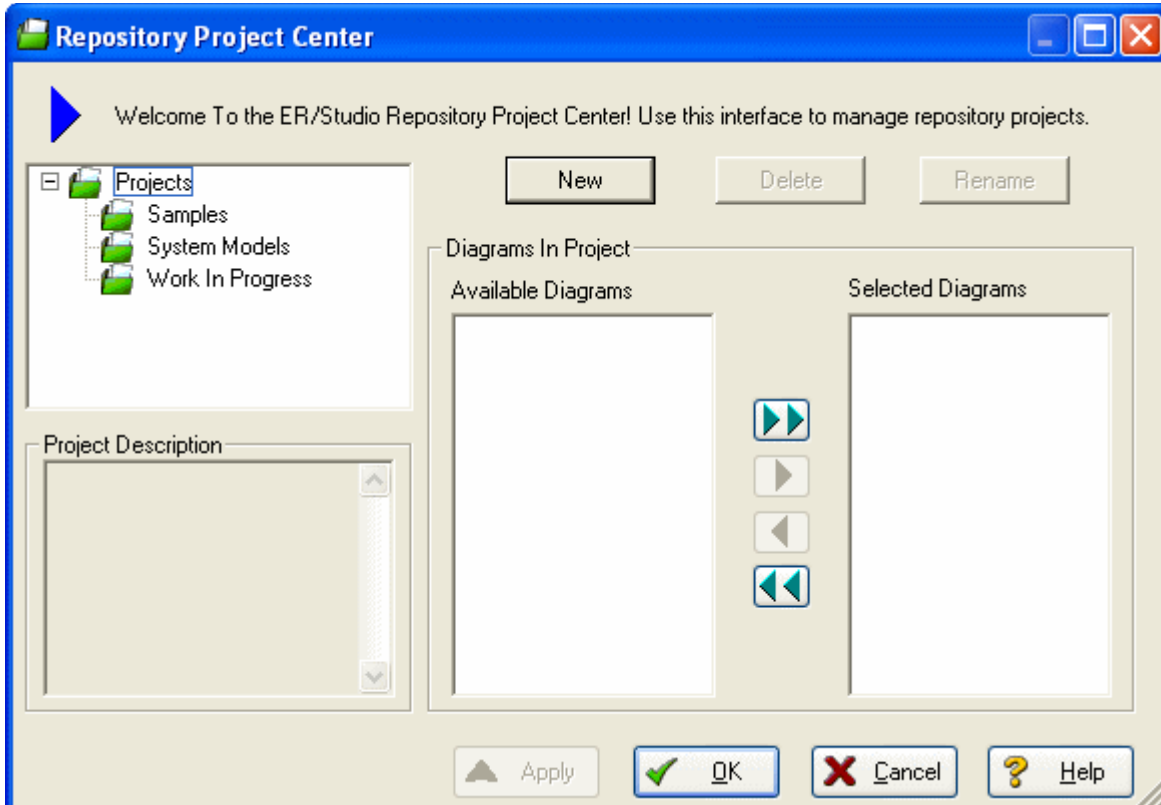 Repository Project Center
Welcome To the ER/Studio Repository Project Center! Use this interface to manage repository projects.
Projects
Samples
System Models
Work In Progress
New
Delete
Rename
Diagrams In Project
Available Diagrams
Selected Diagrams
Project Description
Apply
OK
Cancel
Help